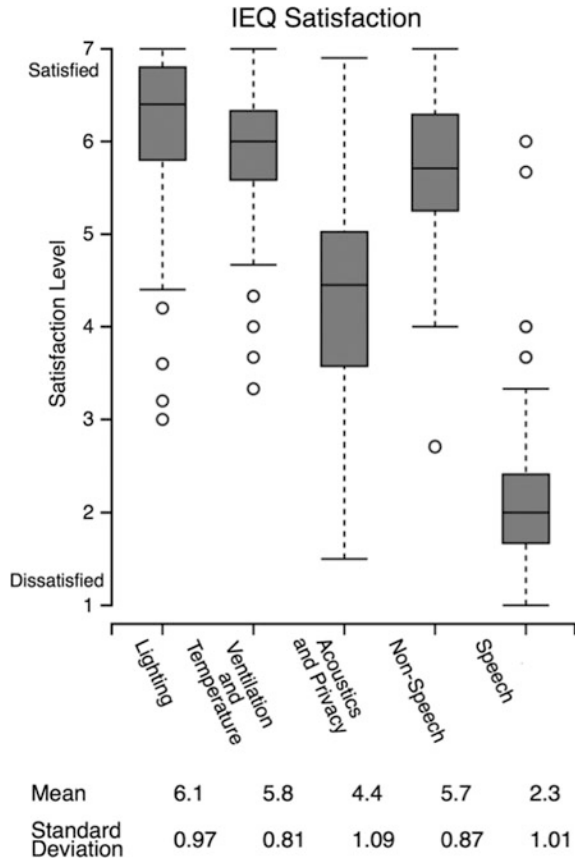 IEQ Satisfaction
7
Satisfied
6
5
Satisfaction Level
4
3
2
Dissatisfied
1
Lighting
Ventilation
and
Temperature
Acoustics
and Privacy
Non-Speech
Speech
Mean 6.1 5.8 4.4 5.7 2.3
Standard
Deviation 0.97 0.81 1.09 0.87 1.01